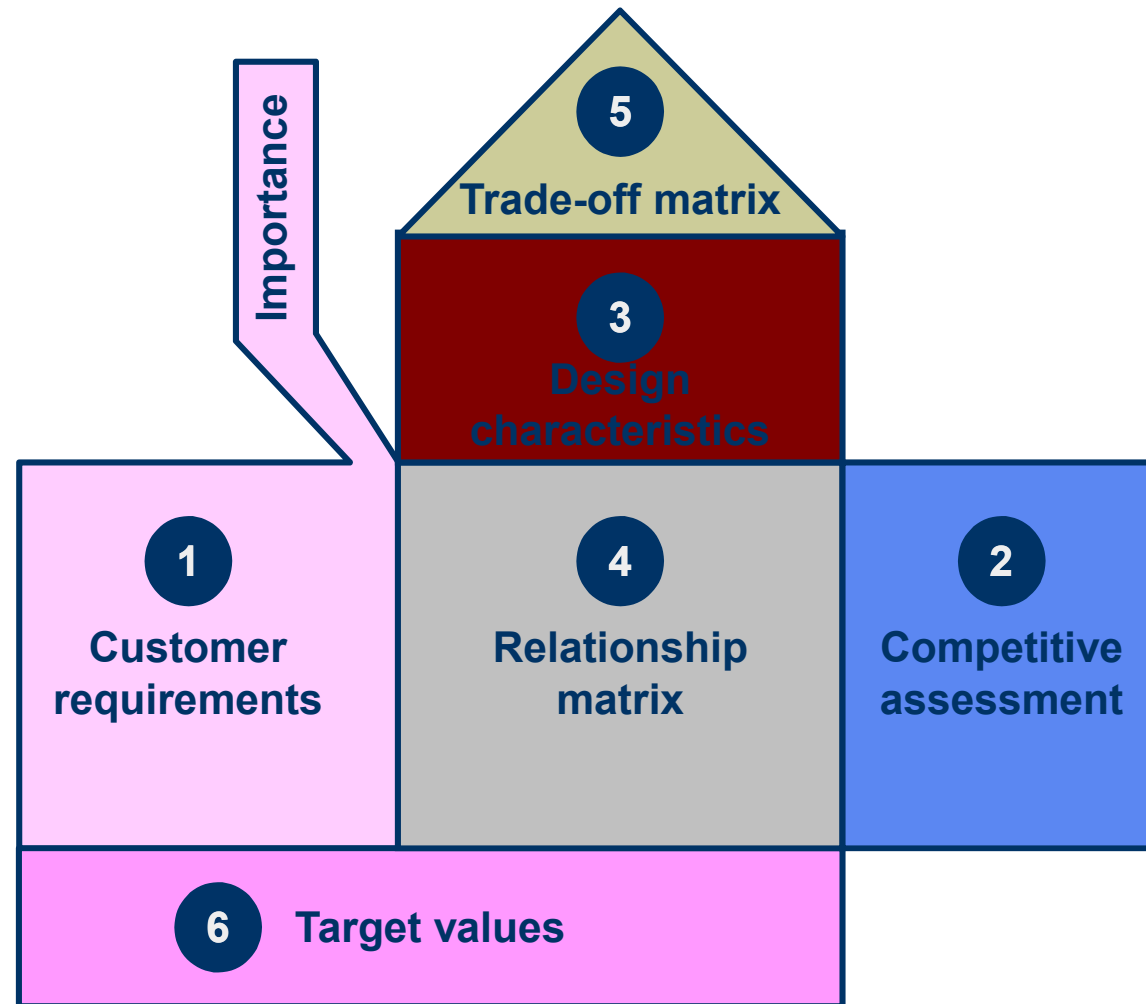 Importance
5
Trade-off matrix
3
Design
characteristics
1
Customer
requirements
4
Relationship
matrix
2
Competitive
assessment
6 Target values